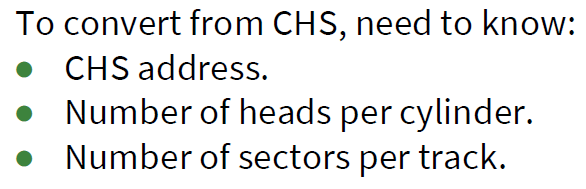 To convert from CHS, need to know:
● CHS address.
● Number of heads per cylinder.
● Number of sectors per track.